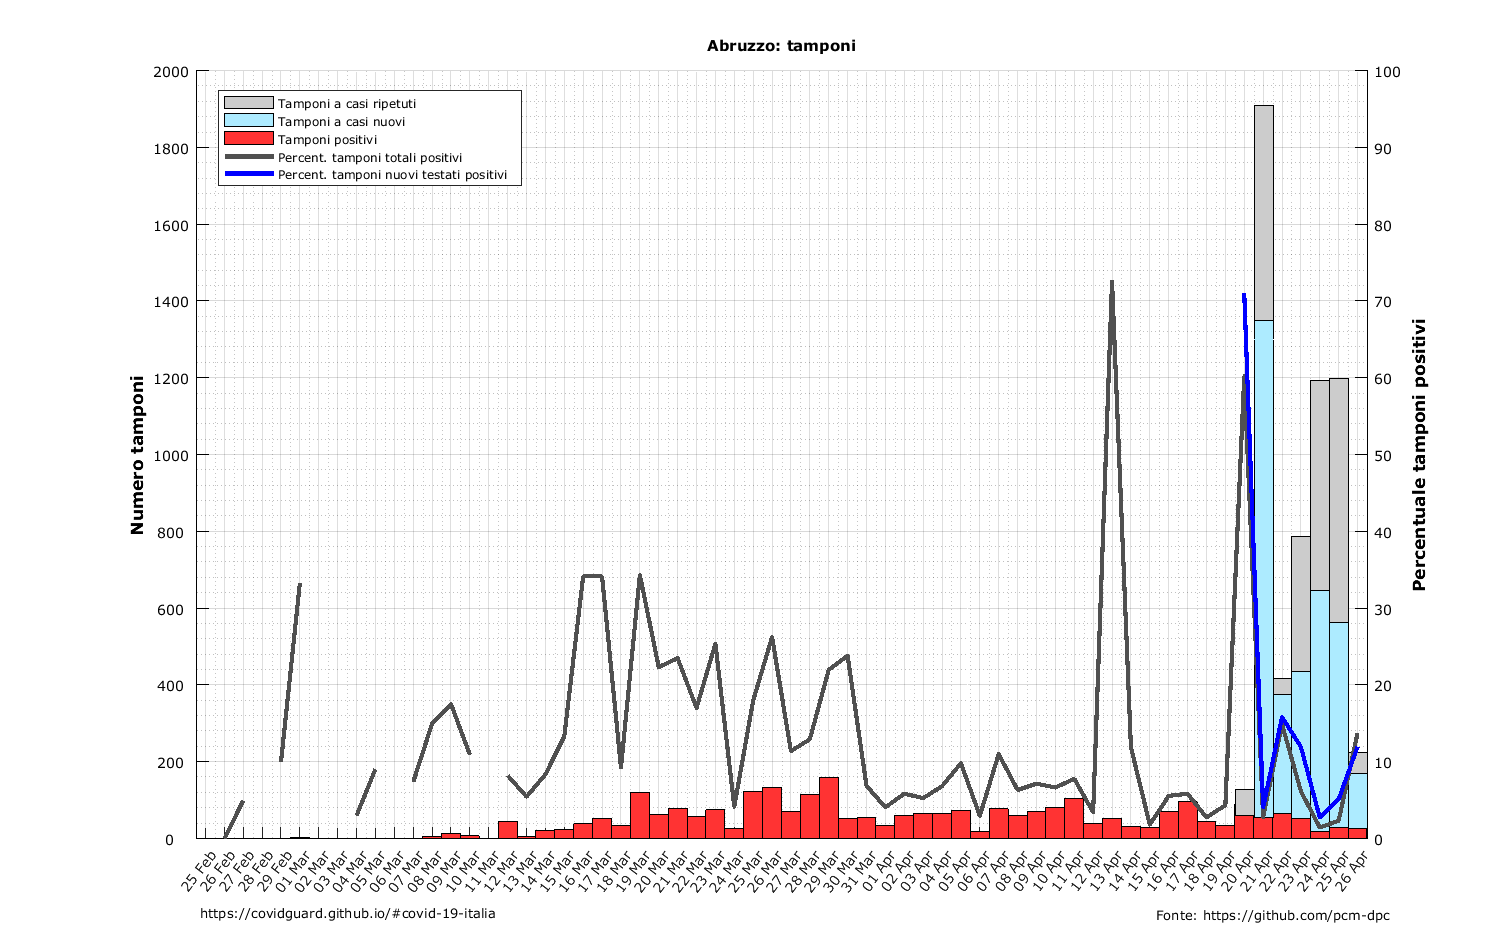 Abruzzo: tamponi
Tamponi a casi ripetuti
Tamponi a casi nuovi
Tamponi positivi
Percent. tamponi totali positivi
Percent. tamponi nuovi testati positivi
Numero tamponi
2000
1800
1600
1400
1200
1000
800
600
400
200
0
Percentuale tamponi positivi
100
90
80
70
60
50
40
30
20
10
0
25 Feb
26 Feb
27 Feb
28 Feb
29 Feb
01 Mar
02 Mar
03 Mar
04 Mar
05 Mar
06 Mar
07 Mar
08 Mar
09 Mar
10 Mar
11 Mar
12 Mar
13 Mar
14 Mar
15 Mar
16 Mar
17 Mar
18 Mar
19 Mar
20 Mar
21 Mar
22 Mar
23 Mar
24 Mar
25 Mar
26 Mar
27 Mar
28 Mar
29 Mar
30 Mar
31 Mar
01 Apr
02 Apr
03 Apr
04 Apr
05 Apr
06 Apr
07 Apr
08 Apr
09 Apr
10 Apr
11 Apr
12 Apr
13 Apr
14 Apr
15 Apr
16 Apr
17 Apr
18 Apr
19 Apr
20 Apr
21 Apr
22 Apr
23 Apr
24 Apr
25 Apr
26 Apr
https://covidguard.github.io/#covid-19-italia
Fonte: https://github.com/pcm-dpc